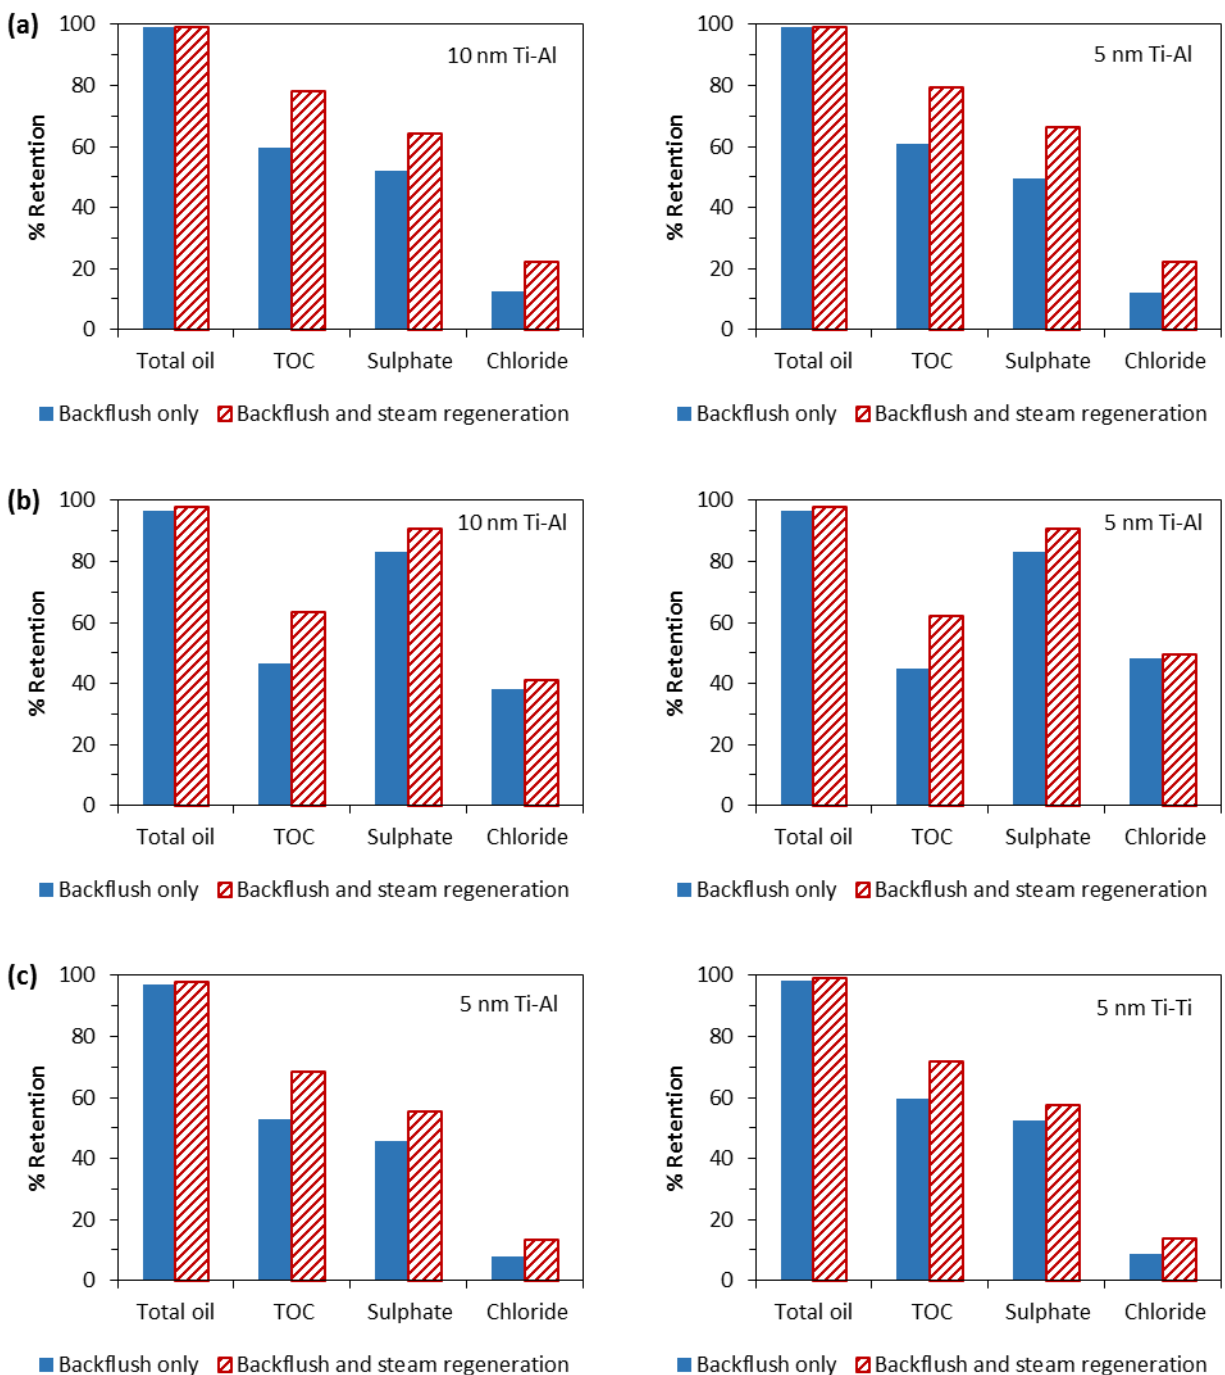 (a)
100
80
60
40
20
0
% Retention
10 nm Ti-Al
Total oil TOC Sulphate Chloride
Backflush only Backflush and steam regeneration
100
80
60
40
20
0
% Retention
5 nm Ti-Al
Total oil TOC Sulphate Chloride
Backflush only Backflush and steam regeneration
(b)
100
80
60
40
20
0
% Retention
10 nm Ti-Al
Total oil TOC Sulphate Chloride
Backflush only Backflush and steam regeneration
100
80
60
40
20
0
% Retention
5 nm Ti-Al
Total oil TOC Sulphate Chloride
Backflush only Backflush and steam regeneration
(c)
100
80
60
40
20
0
% Retention
5 nm Ti-Al
Total oil TOC Sulphate Chloride
Backflush only Backflush and steam regeneration
100
80
60
40
20
0
% Retention
5 nm Ti-Ti
Total oil TOC Sulphate Chloride
Backflush only Backflush and steam regeneration